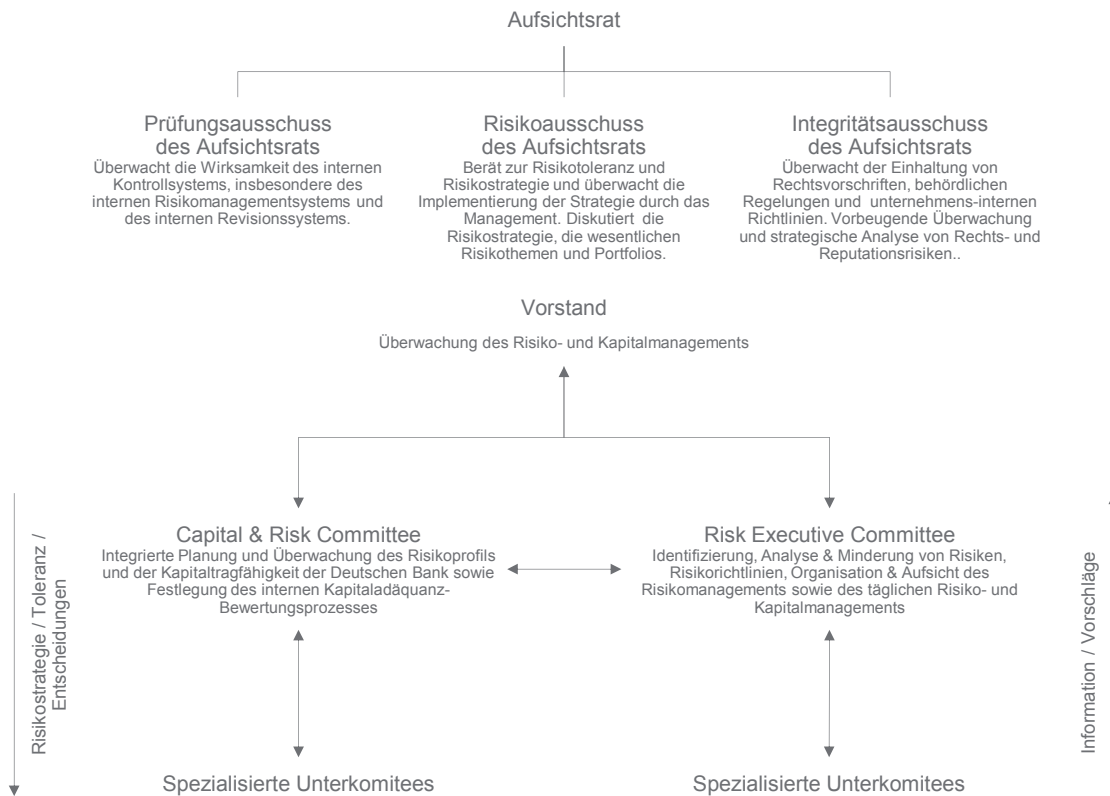 Aufsichtsrat
Prüfungsausschuss
des Aufsichtsrats
Überwacht die Wirksamkeit des internen
Kontrollsystems, insbesondere des
internen Risikomanagementsystems und
des internen Revisionssystems.
Risikoausschuss
des Aufsichtsrats
Berät zur Risikotoleranz und
Risikostrategie und überwacht die
Implementierung der Strategie durch das
Management. Diskutiert die
Risikostrategie, die wesentlichen
Risikothemen und Portfolios.
Integritätsausschuss
des Aufsichtsrats
Überwacht der Einhaltung von
Rechtsvorschriften, behördlichen
Regelungen und unternehmens-internen
Richtlinien. Vorbeugende Überwachung
und strategische Analyse von Rechts- und
Reputationsrisiken..
Vorstand
Überwachung des Risiko- und Kapitalmanagements
Risikostrategie / Toleranz /
Entscheidungen
Capital & Risk Committee
Integrierte Planung und Überwachung des Risikoprofils
und der Kapitaltragfähigkeit der Deutschen Bank sowie
Festlegung des internen Kapitaladäquanz-
Bewertungsprozesses
Risk Executive Committee
Identifizierung, Analyse & Minderung von Risiken,
Risikorichtlinien, Organisation & Aufsicht des
Risikomanagements sowie des täglichen Risiko- und
Kapitalmanagements
Information / Vorschläge
Spezialisierte Unterkomitees
Spezialisierte Unterkomitees